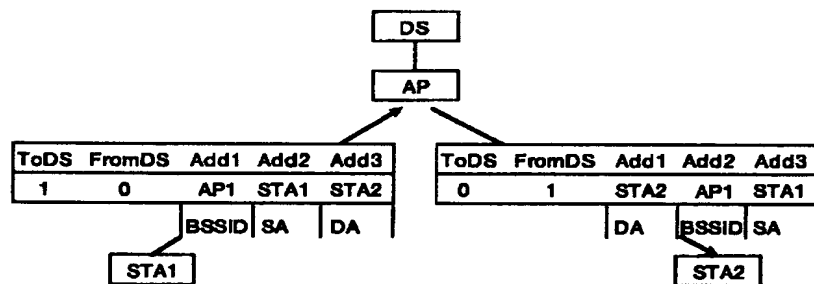 DS
AP
ToDS FromDS Add1 Add2 Add3
1 0 AP1 STA1 STA2
BSSID SA DA
STA1
ToDS FromDS Add1 Add2 Add3
0 1 STA2 AP1 STA1
DA BSSID SA
STA2